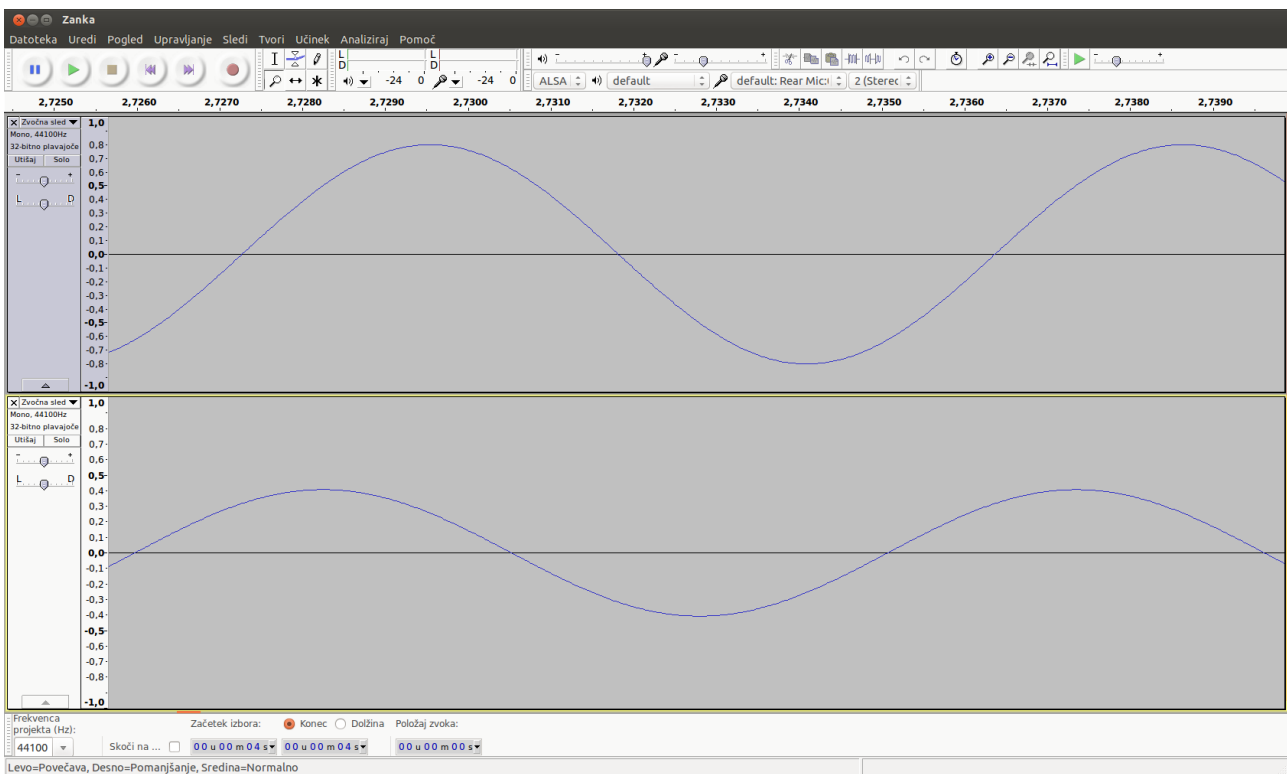 Zanka
Datoteka Uredi Pogled Upravljanje Sledi Tvori Učinek Analiziraj Pomoč
L
D
-24 0
L
D
-24 0
ALSA default default: Rear Mic:( 2 (Sterec
2,7250 2,7260 2,7270 2,7280 2,7290 2,7300 2,7310 2,7320 2,7330 2,7340 2,7350 2,7360 2,7370 2,7380 2,7390
Zvočna sled
Mono, 44100Hz
32-bitno plavajoče
Utišaj Solo
- +
L D
1,0
0,8
0,7
0,6
0,5
0,4
0,3
0,2
0,1
0,0
-0,1
-0,2
-0,3
-0,4
-0,5
-0,6
-0,7
-0,8
-1,0
Zvočna sled
Mono, 44100Hz
32-bitno plavajoče
Utišaj Solo
- +
L D
1,0
0,8
0,7
0,6
0,5
0,4
0,3
0,2
0,1
0,0
-0,1
-0,2
-0,3
-0,4
-0,5
-0,6
-0,7
-0,8
-1,0
Frekvenca
projekta (Hz):
44100
Začetek izbora: Konec Dolžina Položaj zvoka:
Skoči na ... 00 u 00 m 04 s 00 u 00 m 04 s 00 u 00 m 00 s
Levo=Povečava, Desno=Pomanjšanje, Sredina=Normalno